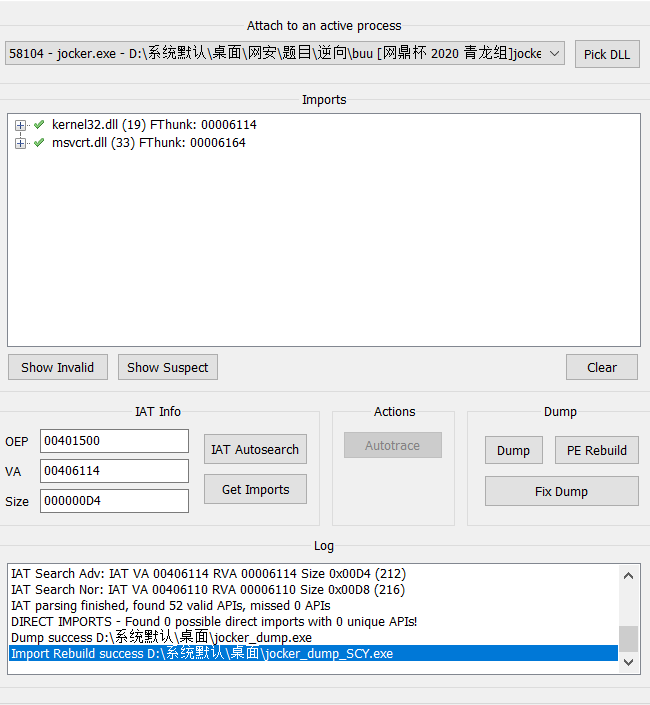 Attach to an active process
58104 - jocker.exe - D:\系统默认\桌面\网安\题目\逆向\buu [网鼎杯 2020 青龙组]jocke
Pick DLL
Imports
kernel32.dll (19) FThunk: 00006114
msvcrt.dll (33) FThunk: 00006164
Show Invalid
Show Suspect
Clear
IAT Info
Actions
Dump
OEP
00401500
IAT Autosearch
Autotrace
Dump
PE Rebuild
VA
00406114
Get Imports
Fix Dump
Size
000000D4
Log
IAT Search Adv: IAT VA 00406114 RVA 00006114 Size 0x00D4 (212)
IAT Search Nor: IAT VA 00406110 RVA 00006110 Size 0x00D8 (216)
IAT parsing finished, found 52 valid APIs, missed 0 APIs
DIRECT IMPORTS - Found 0 possible direct imports with 0 unique APIs!
Dump success D:\系统默认\桌面\jocker_dump.exe
Import Rebuild success D:\系统默认\桌面\jocker_dump_SCY.exe